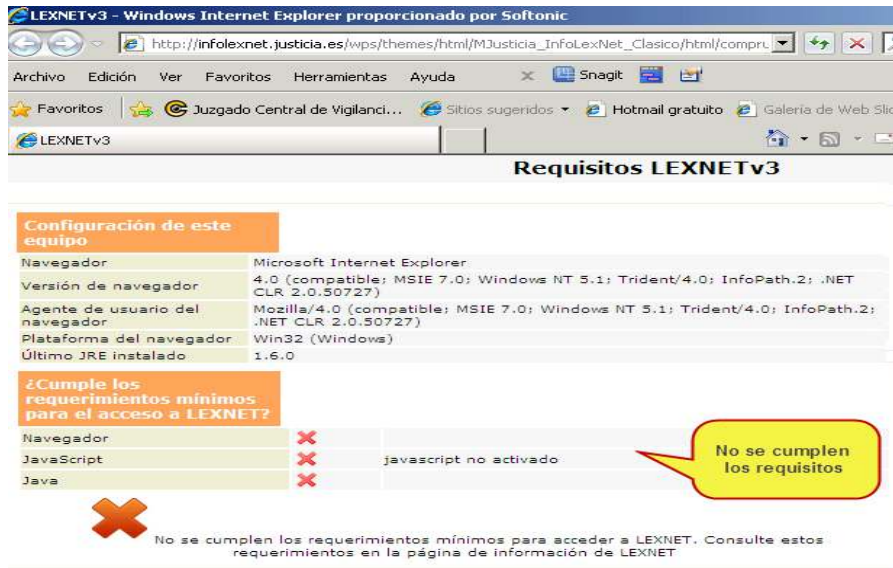 LEXNETv3 - Windows Internet Explorer proporcionado por Softonic
http://infolexnet.justicia.es/wps/themes/html/MJusticia_InfoLexNet_Clasico/html/compru
Archivo Edición Ver Favoritos Herramientas Ayuda Snagit
Favoritos Juzgado Central de Vigilanci... Sitios sugeridos Hotmail gratuito Galería de Web Slic
LEXNETv3
Requisitos LEXNETv3
Configuración de este
equipo
Navegador Microsoft Internet Explorer
Versión de navegador 4.0 (compatible; MSIE 7.0; Windows NT 5.1; Trident/4.0; InfoPath.2; .NET
CLR 2.0.50727)
Agente de usuario del Mozilla/4.0 (compatible; MSIE 7.0; Windows NT 5.1; Trident/4.0; InfoPath.2;
navegador .NET CLR 2.0.50727)
Plataforma del navegador Win32 (Windows)
Último JRE instalado 1.6.0
¿Cumple los
requerimientos mínimos
para el acceso a LEXNET?
Navegador
JavaScript javascript no activado
Java
No se cumplen
los requisitos
No se cumplen los requerimientos mínimos para acceder a LEXNET. Consulte estos
requerimientos en la página de información de LEXNET